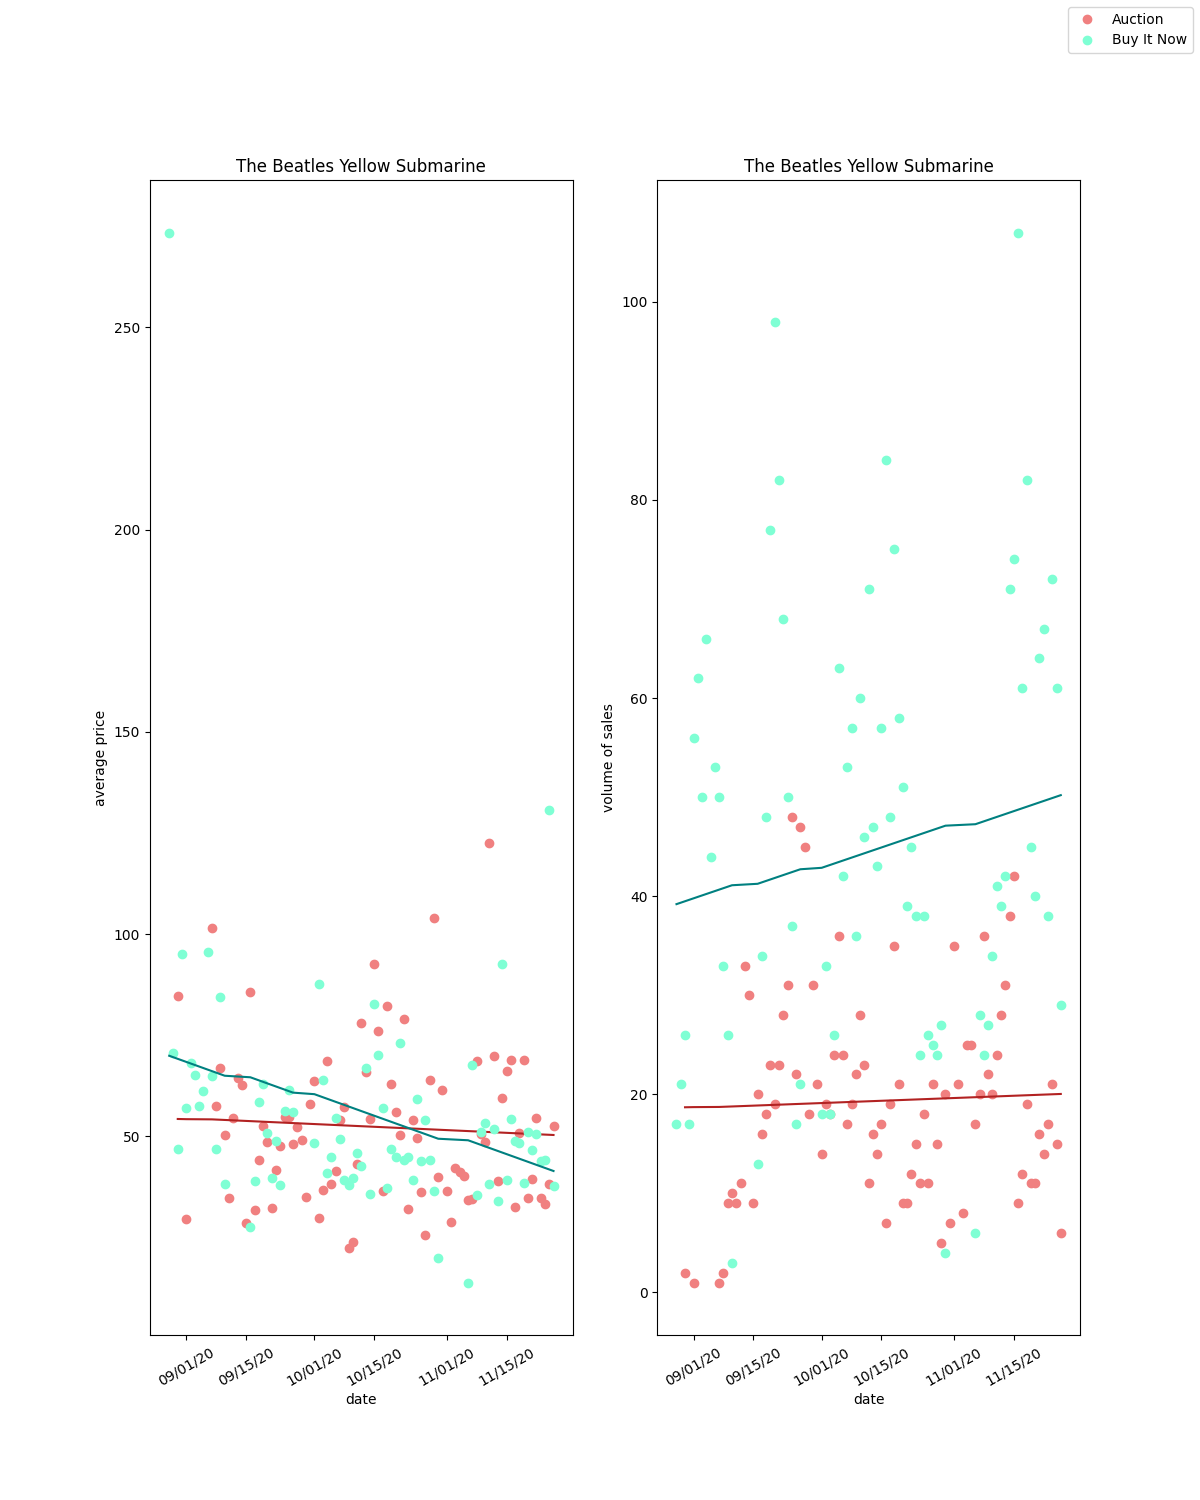 Auction
Buy It Now
The Beatles Yellow Submarine
average price
250
200
150
100
50
09/01/20
09/15/20
10/01/20
10/15/20
11/01/20
11/15/20
date
The Beatles Yellow Submarine
volume of sales
100
80
60
40
20
0
09/01/20
09/15/20
10/01/20
10/15/20
11/01/20
11/15/20
date